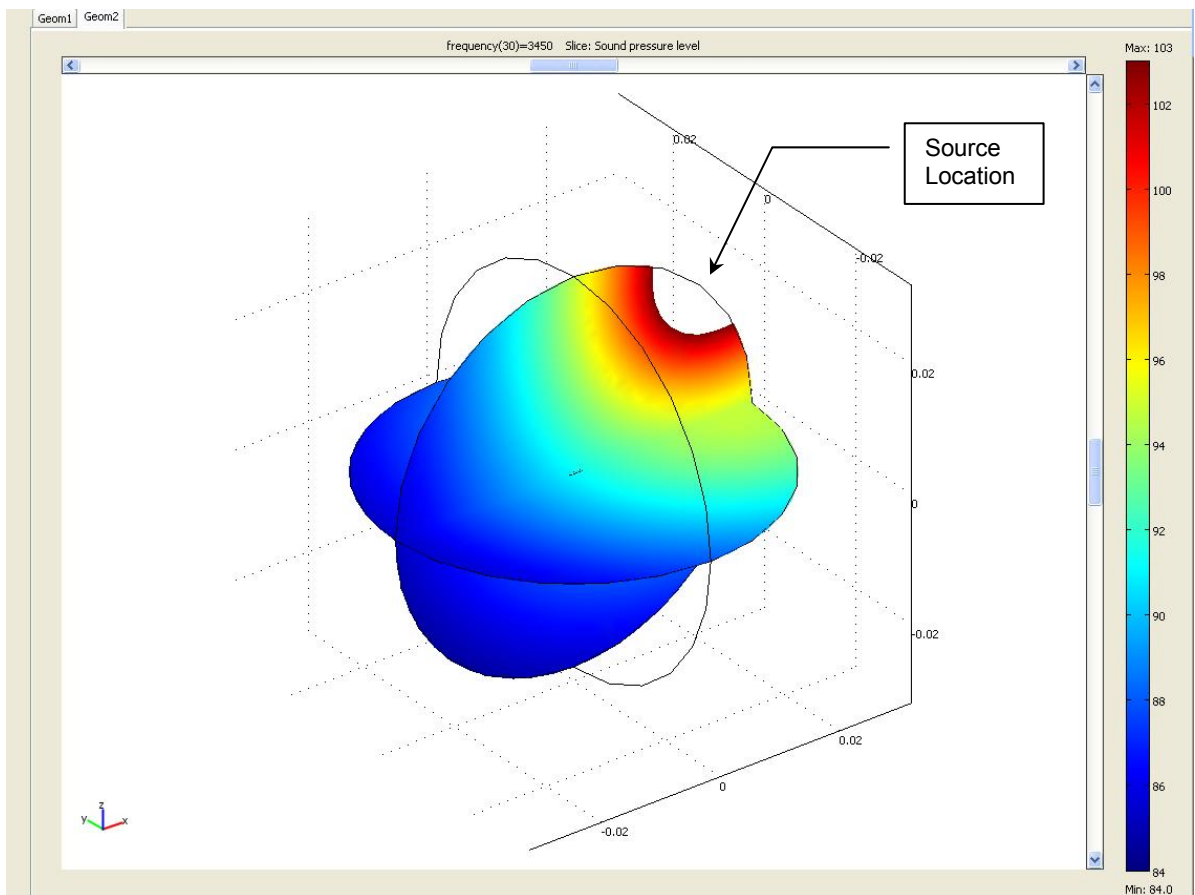 Geom1 Geom2
frequency(30)=3450 Slice: Sound pressure level
Max: 103
Source
Location
0.02
0
-0.02
0.02
0
-0.02
0.02
0
-0.02
102
100
98
96
94
92
90
88
86
84
z
y
x
Min: 84.0